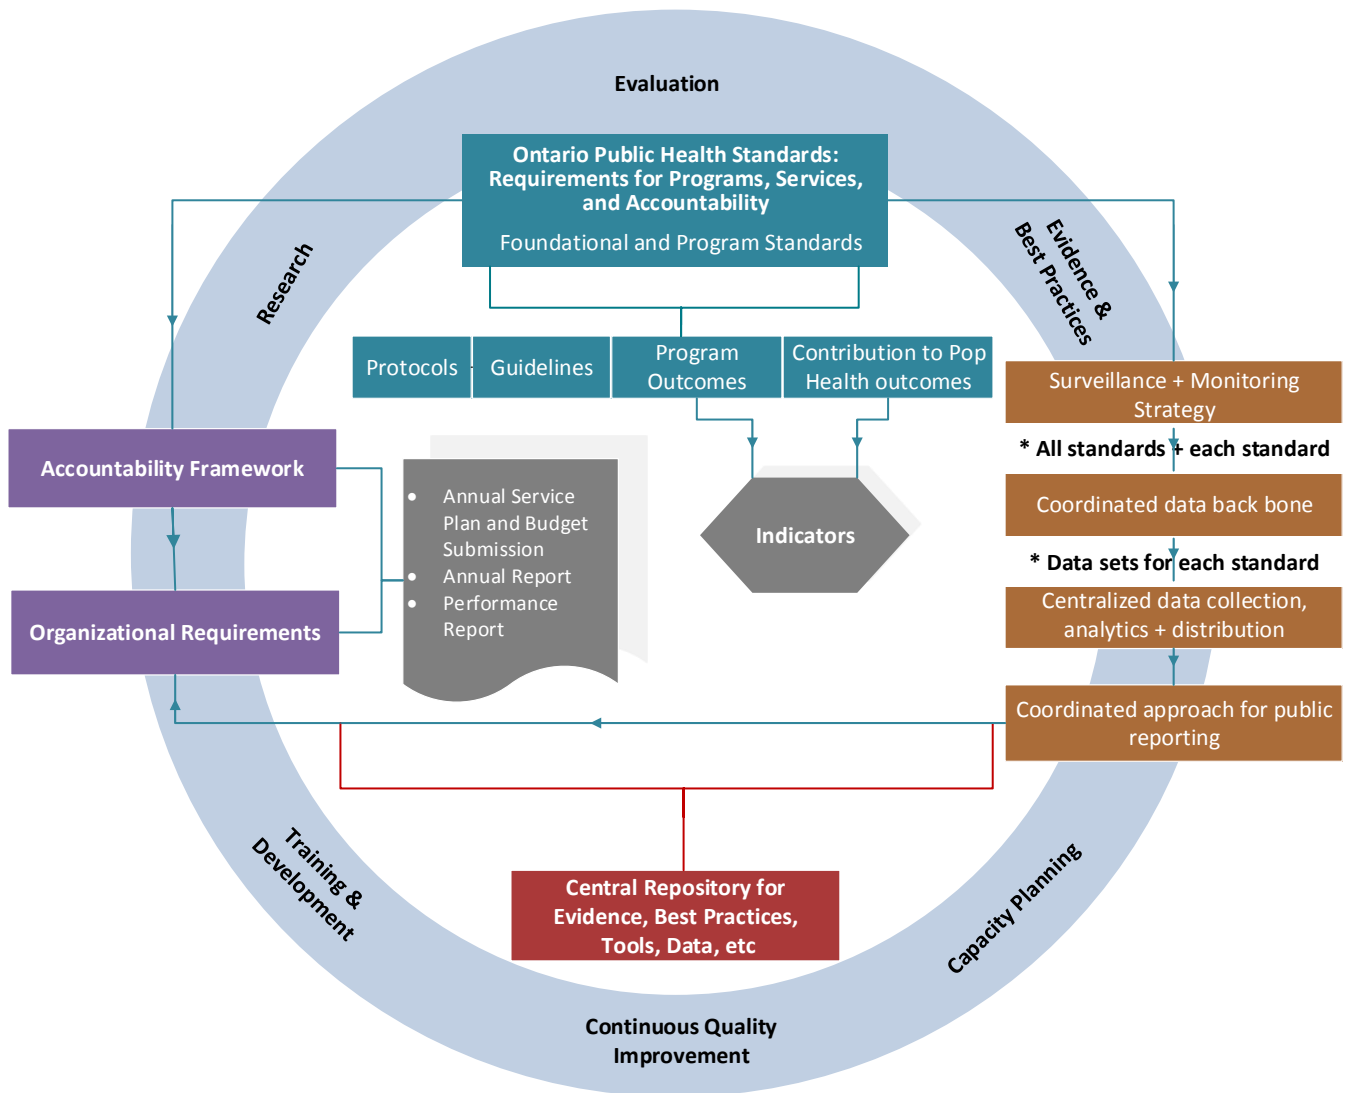 Evaluation
Ontario Public Health Standards:
Requirements for Programs, Services,
and Accountability
Foundational and Program Standards
Research
Evidence &
Best Practices
Protocols
Guidelines
Program
Outcomes
Contribution to Pop
Health outcomes
Surveillance + Monitoring
Strategy
* All standards + each standard
Coordinated data back bone
* Data sets for each standard
Centralized data collection,
analytics + distribution
Coordinated approach for public
reporting
Accountability Framework
Organizational Requirements
• Annual Service
Plan and Budget
Submission
• Annual Report
• Performance
Report
Indicators
Central Repository for
Evidence, Best Practices,
Tools, Data, etc
Training &
Development
Capacity Planning
Continuous Quality
Improvement